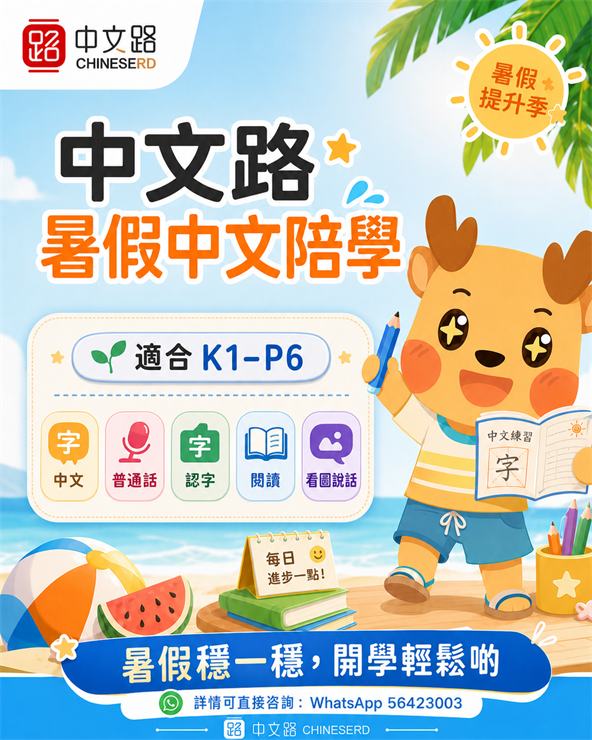 路 中文路
CHINESERD
暑假
提升季
中文路
暑假中文陪學
適合 K1-P6
字
中文
普通話
字
認字
閱讀
看圖說話
中文練習
字
每日
進步一點!
暑假穩一穩，開學輕鬆啲
詳情可直接咨詢：WhatsApp 56423003
路 中文路 CHINESERD